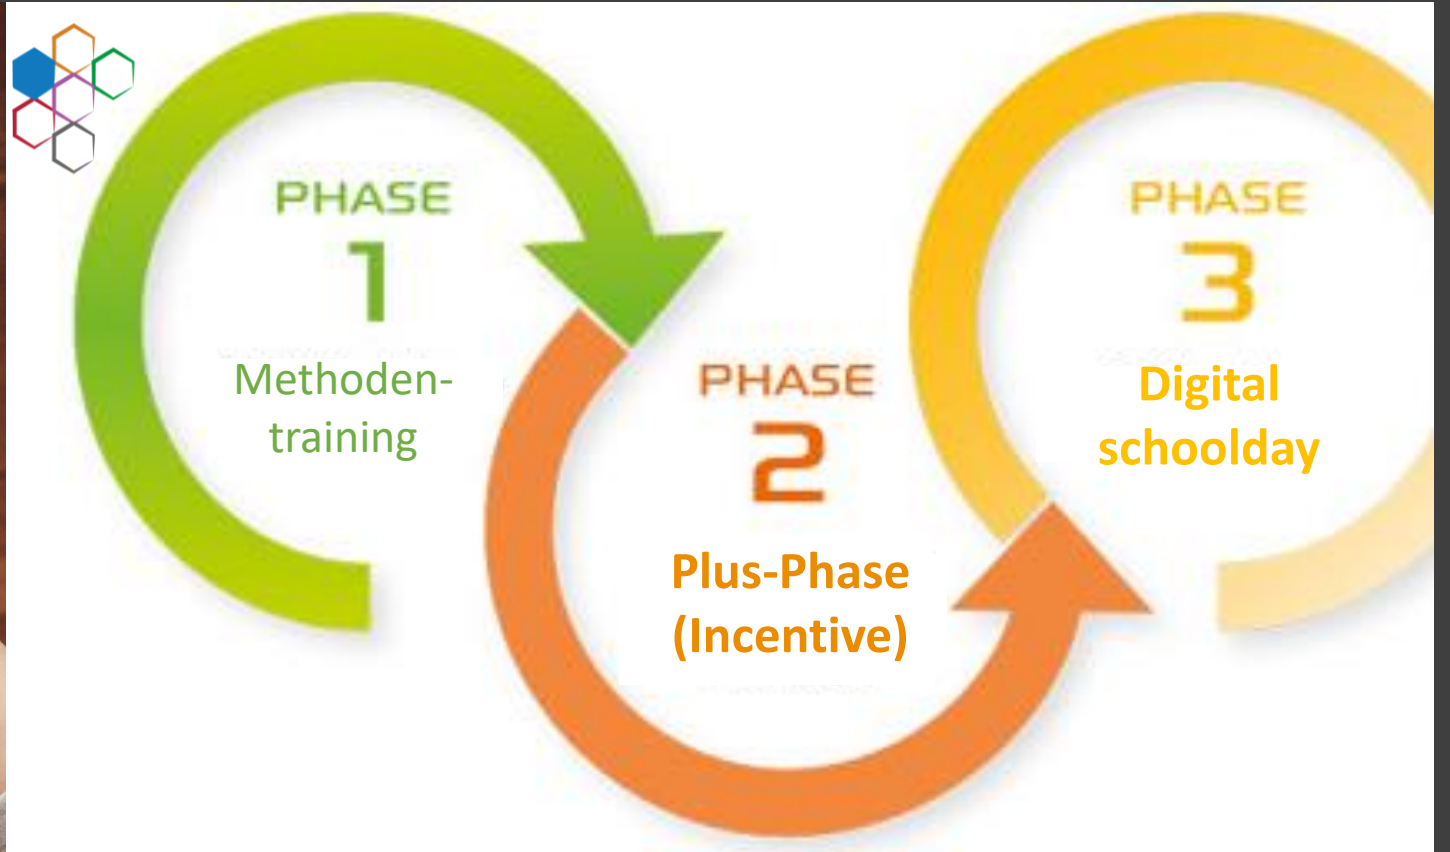 PHASE
1
Methoden-
training
PHASE
2
Plus-Phase
(Incentive)
PHASE
3
Digital
schoolday